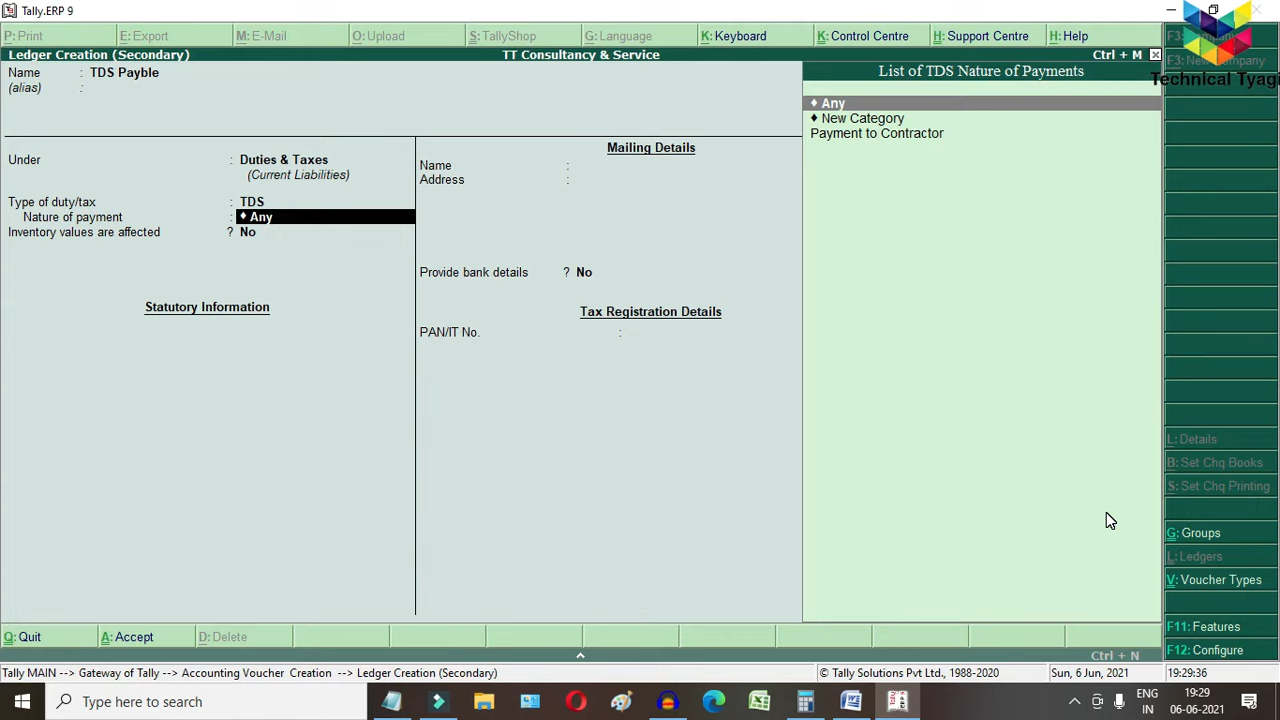 Tally.ERP 9
P: Print E: Export M: E-Mail O: Upload S: TallyShop G: Language K: Keyboard K: Control Centre H: Support Centre H: Help
Ledger Creation (Secondary) TT Consultancy & Service Ctrl + M
Name : TDS Payble
(alias) :
Under : Duties & Taxes
(Current Liabilities)
Type of duty/tax : TDS
Nature of payment : ♦ Any
Inventory values are affected ? No
Statutory Information
Mailing Details
Name :
Address :
Provide bank details ? No
Tax Registration Details
PAN/IT No. :
List of TDS Nature of Payments
♦ Any
♦ New Category
Payment to Contractor
Technical Tyagi
L: Details
B: Set Chq Books
S: Set Chq Printing
G: Groups
L: Ledgers
V: Voucher Types
F11: Features
F12: Configure
Q: Quit A: Accept D: Delete
Ctrl + N
Tally MAIN --> Gateway of Tally --> Accounting Voucher Creation --> Ledger Creation (Secondary) © Tally Solutions Pvt Ltd., 1988-2020 Sun, 6 Jun, 2021 19:29:36
Type here to search
ENG
IN
19:29
06-06-2021